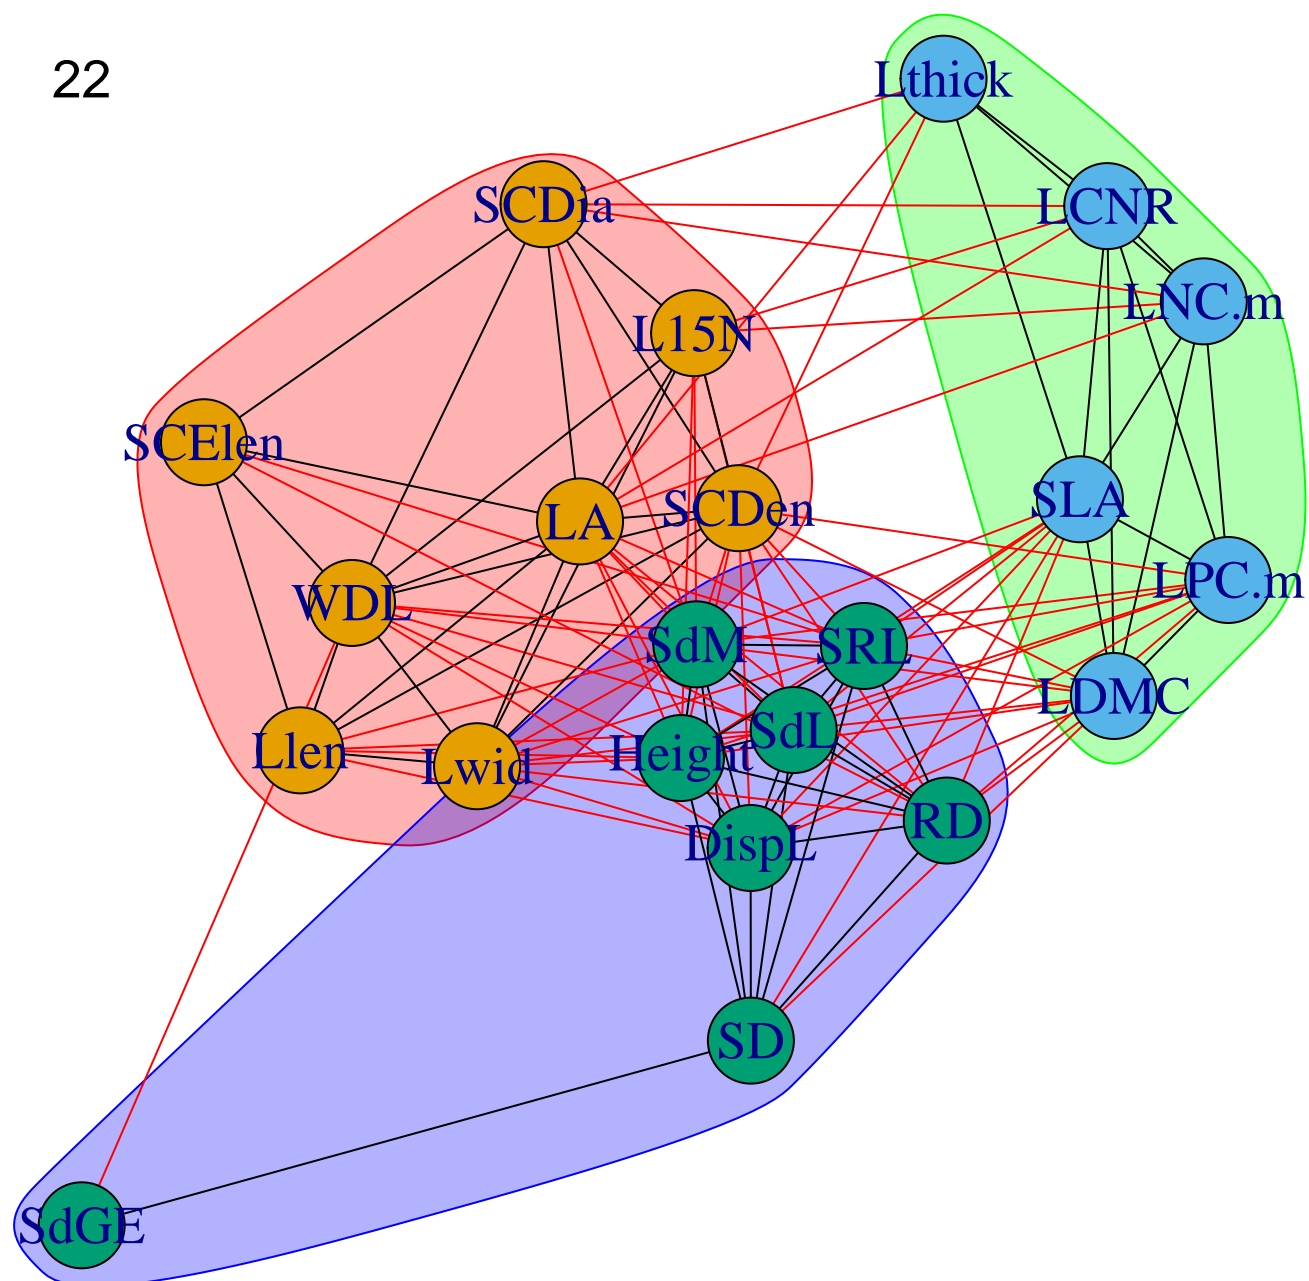 22
Lthick
SCDia
LCNR
LNC.m
L15N
SCElen
SLA
SCDen
LA
LPC.m
WDL
SdM
SRL
LDMC
SdL
Height
Llen
Lwid
RD
DispL
SD
SdGE